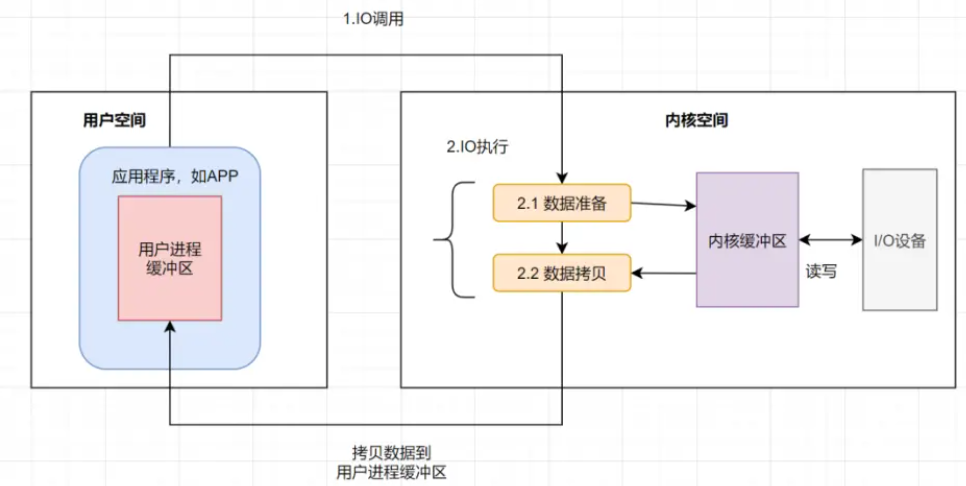 1.IO调用
用户空间
内核空间
2.IO执行
应用程序，如APP
用户进程
缓冲区
2.1 数据准备
2.2 数据拷贝
内核缓冲区
读写
I/O设备
拷贝数据到
用户进程缓冲区